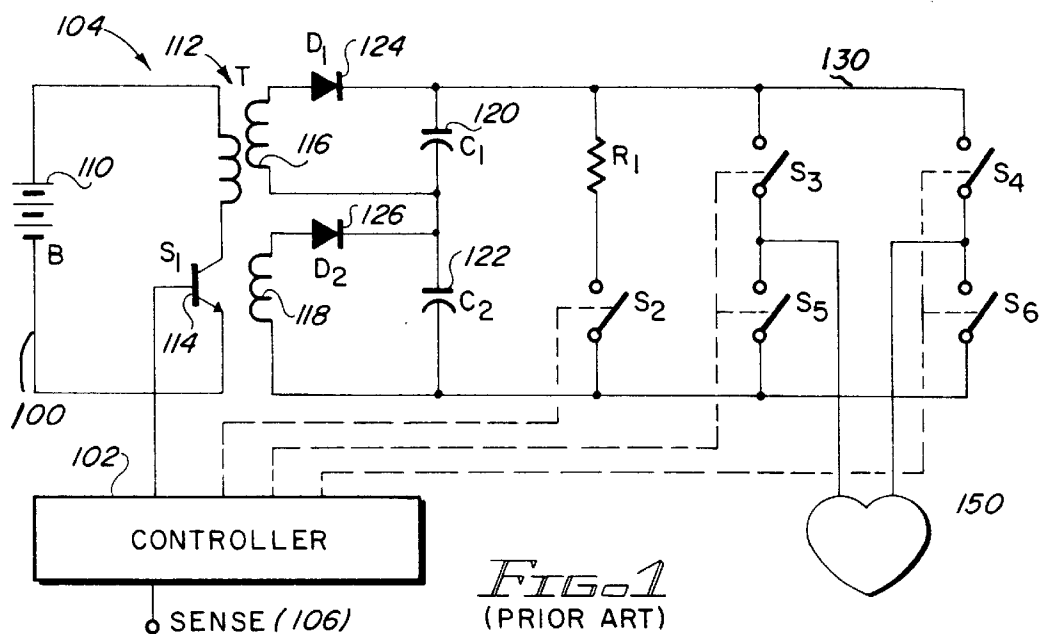 104
112
T
D1
124
130
110
116
120
C1
R1
S3
S4
B
S1
114
D2
126
118
122
C2
S2
S5
S6
100
102
CONTROLLER
150
SENSE (106)
FIG. 1
(PRIOR ART)